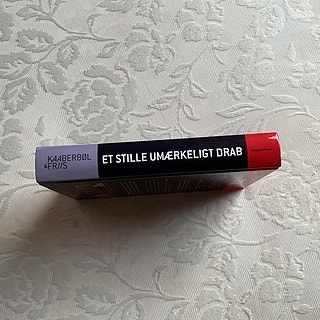 KAABERBØL
& FRIIS
ET STILLE UMÆRKELIGT DRAB